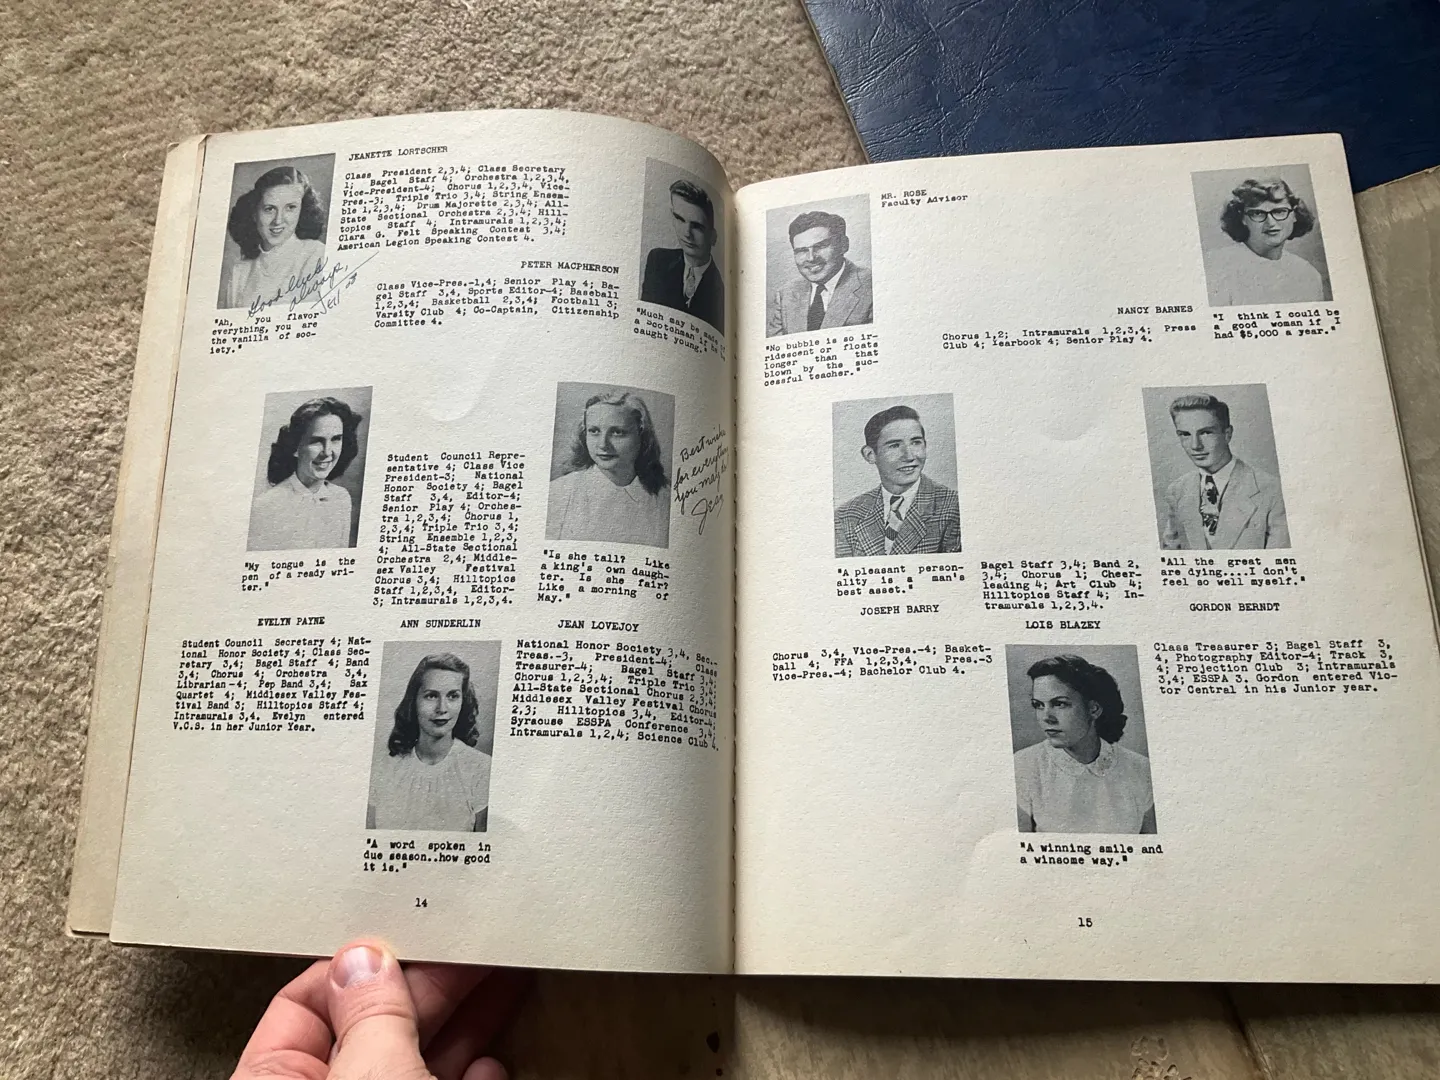 JEANETTE LORTSCHER
Class President 2,3,4; Class Secretary
1; Bagel Staff 4; Orchestra 1,2,3,4,
Vice-President-4; Chorus 1,2,3,4, Vice-
Pres.-3; Triple Trio 3,4; String Ensem-
ble 1,2,3,4; Drum Majorette 2,3,4; All-
State Sectional Orchestra 2,3,4; Hill-
topics Staff 4; Intramurals 1,2,3,4;
Clara G. Felt Speaking Contest 3,4;
American Legion Speaking Contest 4.
Good luck
always,
"Ah, you flavor
everything, you are
the vanilla of soc-
iety."
PETER MACPHERSON
Class Vice-Pres.-1,4; Senior Play 4; Ba-
gel Staff 3,4, Sports Editor-4; Baseball
1,2,3,4; Basketball 2,3,4; Football 3;
Varsity Club 4; Co-Captain, Citizenship
Committee 4.
"Much may be made of
a Scotchman if he
caught young."
"My tongue is the
pen of a ready wri-
ter."
EVELYN PAYNE
Student Council Secretary 4; Nat-
ional Honor Society 4; Class Sec-
retary 3,4; Bagel Staff 4; Band
3,4; Chorus 4; Orchestra 3,4,
Librarian-4; Pep Band 3,4; Sax
Quartet 4; Middlesex Valley Fes-
tival Band 3; Hilltopics Staff 4;
Intramurals 3,4. Evelyn entered
V.C.S. in her Junior Year.
Student Council Repre-
sentative 4; Class Vice
President-3; National
Honor Society 4; Bagel
Staff 3,4, Editor-4;
Senior Play 4; Orches-
tra 1,2,3,4; Chorus 1,
2,3,4; Triple Trio 3,4;
String Ensemble 1,2,3,
4; All-State Sectional
Orchestra 2,4; Middle-
sex Valley Festival
Chorus 3,4; Hilltopics
Staff 1,2,3,4, Editor-
3; Intramurals 1,2,3,4.
ANN SUNDERLIN
"A word spoken in
due season..how good
it is."
Best wishes
for everything
you may
Jean
"Is she tall? Like
a king's own daugh-
ter. Is she fair?
Like a morning of
May."
JEAN LOVEJOY
National Honor Society 3,4, Sec.-
Treas.-3, President-4; Class
Treasurer-4; Bagel Staff 3,4;
Chorus 1,2,3,4; Triple Trio 3,4;
All-State Sectional Chorus 2,3,4;
Middlesex Valley Festival Chorus
2,3; Hilltopics 3,4, Editor-4;
Syracuse ESSPA Conference 3,4;
Intramurals 1,2,4; Science Club 4.
14
MR. ROSE
Faculty Advisor
"No bubble is so ir-
ridescent or floats
longer than that
blown by the suc-
cessful teacher."
NANCY BARNES
Chorus 1,2; Intramurals 1,2,3,4; Press
Club 4; Yearbook 4; Senior Play 4.
"I think I could be
a good woman if I
had $5,000 a year."
"A pleasant person-
ality is a man's
best asset."
JOSEPH BARRY
Chorus 3,4, Vice-Pres.-4; Basket-
ball 4; FFA 1,2,3,4, Pres.-3
Vice-Pres.-4; Bachelor Club 4.
Bagel Staff 3,4; Band 2,
3,4; Chorus 1; Cheer-
leading 4; Art Club 4;
Hilltopics Staff 4; In-
tramurals 1,2,3,4.
LOIS BLAZEY
"A winning smile and
a winsome way."
"All the great men
are dying....I don't
feel so well myself."
GORDON BERNDT
Class Treasurer 3; Bagel Staff 3,
4, Photography Editor-4; Track 3,
4; Projection Club 3; Intramurals
3,4; ESSPA 3. Gordon entered Vic-
tor Central in his Junior year.
15